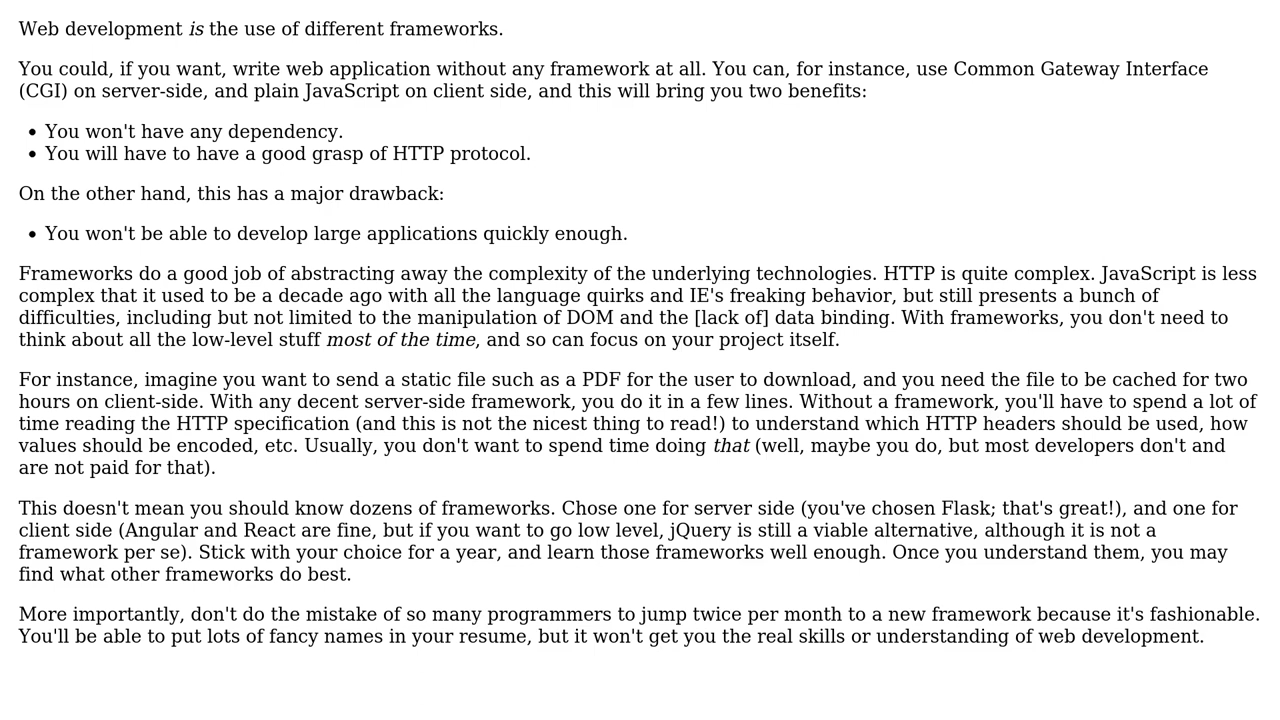 Web development is the use of different frameworks.
You could, if you want, write web application without any framework at all. You can, for instance, use Common Gateway Interface
(CGI) on server-side, and plain JavaScript on client side, and this will bring you two benefits:
• You won't have any dependency.
• You will have to have a good grasp of HTTP protocol.
On the other hand, this has a major drawback:
• You won't be able to develop large applications quickly enough.
Frameworks do a good job of abstracting away the complexity of the underlying technologies. HTTP is quite complex. JavaScript is less
complex that it used to be a decade ago with all the language quirks and IE's freaking behavior, but still presents a bunch of
difficulties, including but not limited to the manipulation of DOM and the [lack of] data binding. With frameworks, you don't need to
think about all the low-level stuff most of the time, and so can focus on your project itself.
For instance, imagine you want to send a static file such as a PDF for the user to download, and you need the file to be cached for two
hours on client-side. With any decent server-side framework, you do it in a few lines. Without a framework, you'll have to spend a lot of
time reading the HTTP specification (and this is not the nicest thing to read!) to understand which HTTP headers should be used, how
values should be encoded, etc. Usually, you don't want to spend time doing that (well, maybe you do, but most developers don't and
are not paid for that).
This doesn't mean you should know dozens of frameworks. Chose one for server side (you've chosen Flask; that's great!), and one for
client side (Angular and React are fine, but if you want to go low level, jQuery is still a viable alternative, although it is not a
framework per se). Stick with your choice for a year, and learn those frameworks well enough. Once you understand them, you may
find what other frameworks do best.
More importantly, don't do the mistake of so many programmers to jump twice per month to a new framework because it's fashionable.
You'll be able to put lots of fancy names in your resume, but it won't get you the real skills or understanding of web development.